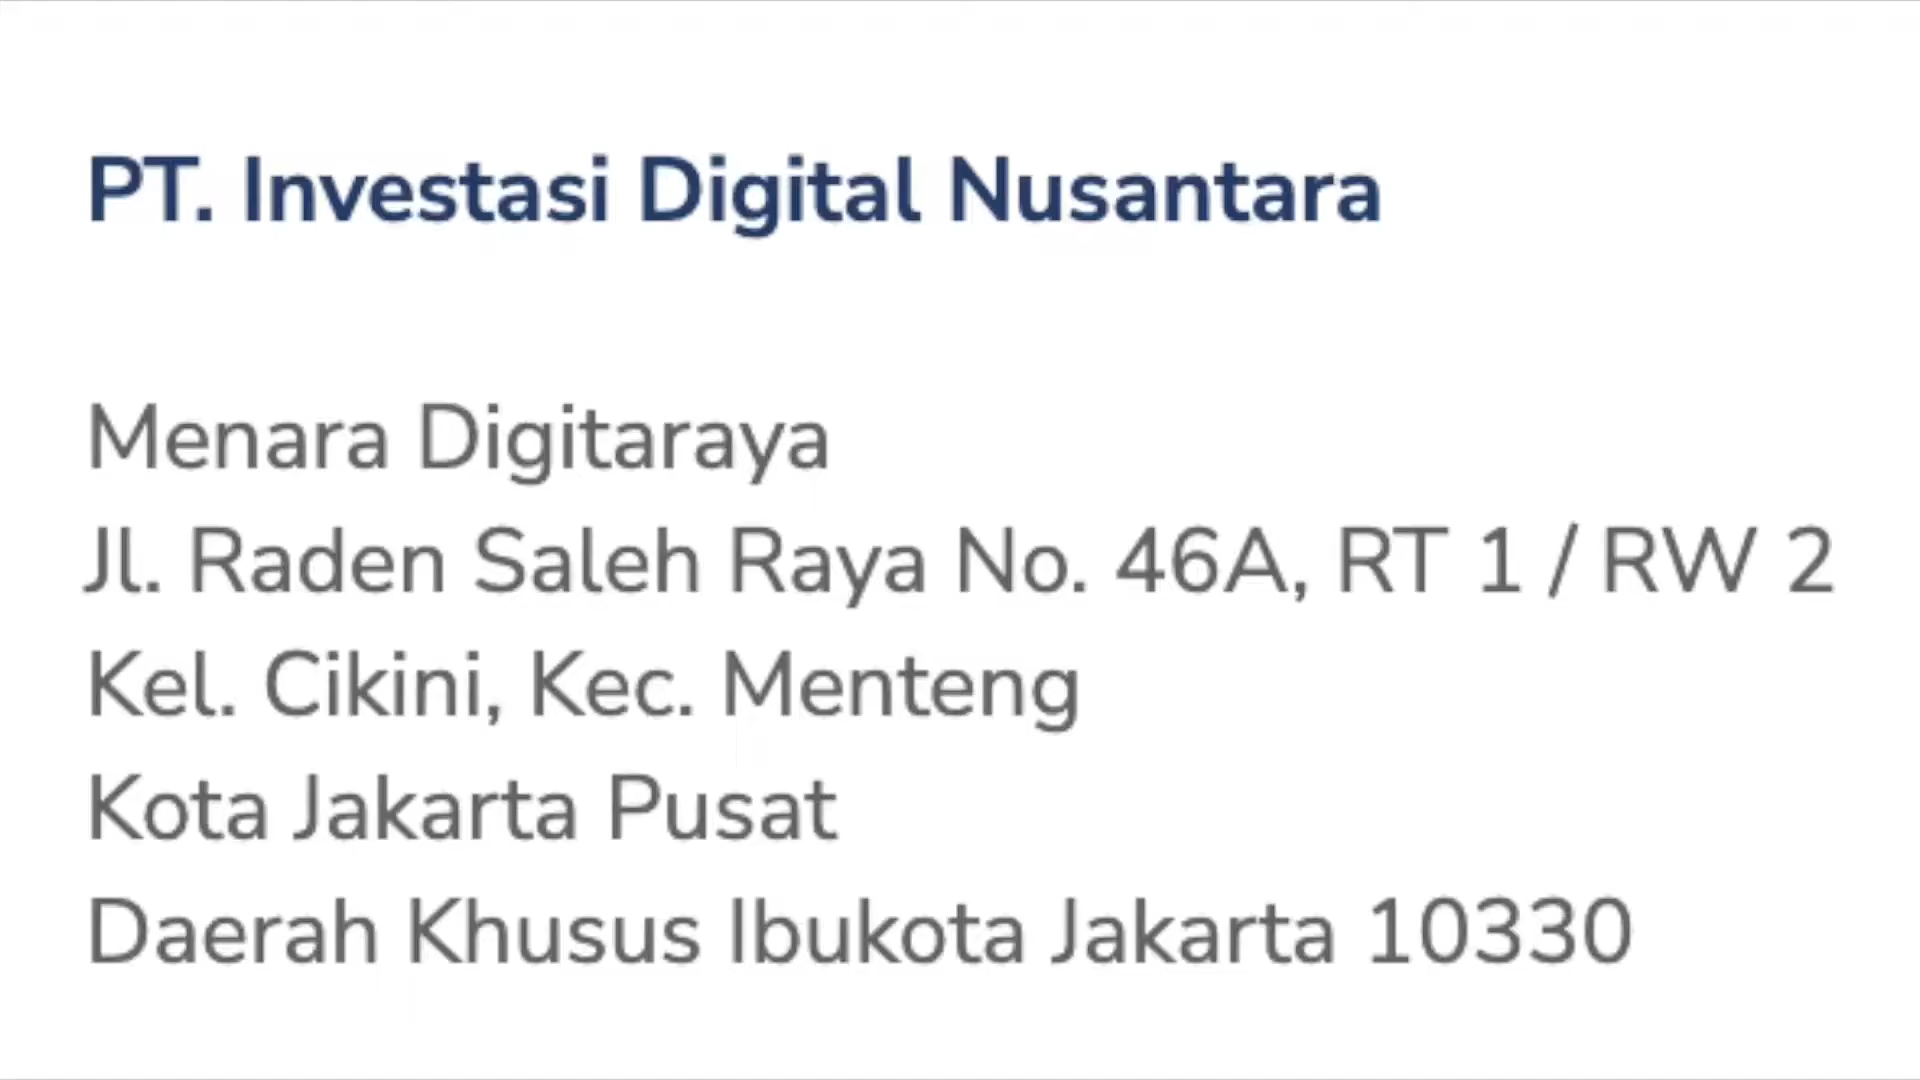 PT. Investasi Digital Nusantara
Menara Digitaraya
Jl. Raden Saleh Raya No. 46A, RT 1 / RW 2
Kel. Cikini, Kec. Menteng
Kota Jakarta Pusat
Daerah Khusus Ibukota Jakarta 10330